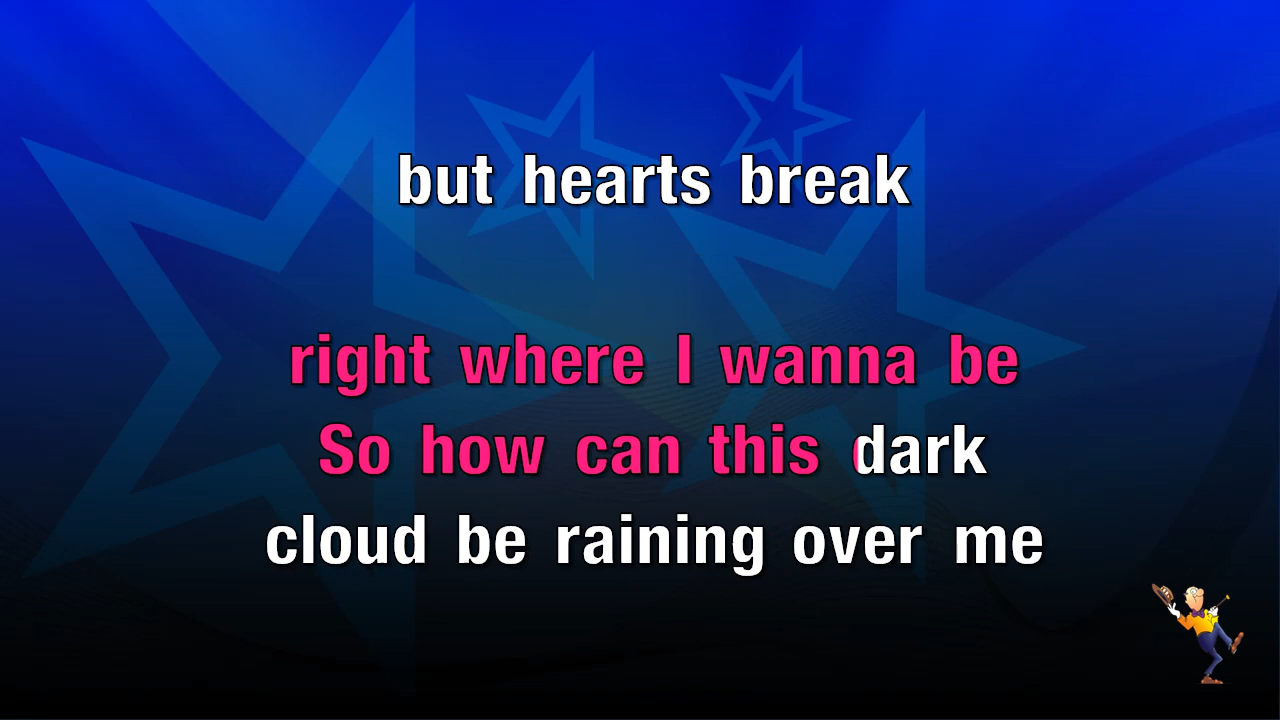 but hearts break
right where I wanna be
So how can this dark
cloud be raining over me